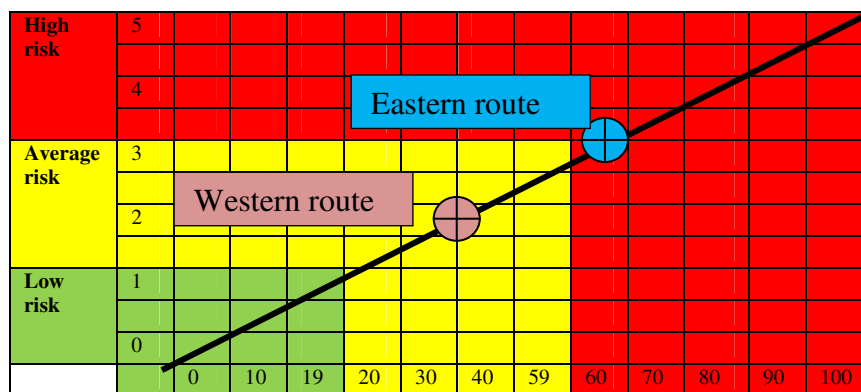 High risk
5
4
Eastern route
Average risk
3
2
Western route
Low risk
1
0
0 10 19 20 30 40 59 60 70 80 90 100